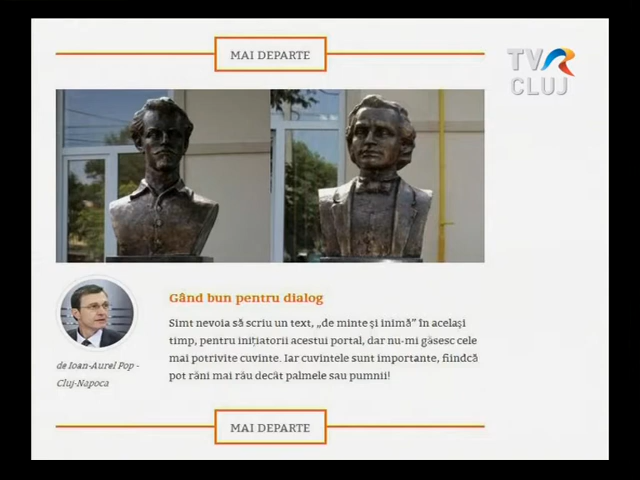 MAI DEPARTE
TVR
CLUJ
Gând bun pentru dialog
Simt nevoia să scriu un text, „de minte și inimă” în același
timp, pentru inițiatorii acestui portal, dar nu-mi găsesc cele
mai potrivite cuvinte. Iar cuvintele sunt importante, fiindcă
pot răni mai rău decât palmele sau pumnii!
de Ioan-Aurel Pop -
Cluj-Napoca
MAI DEPARTE